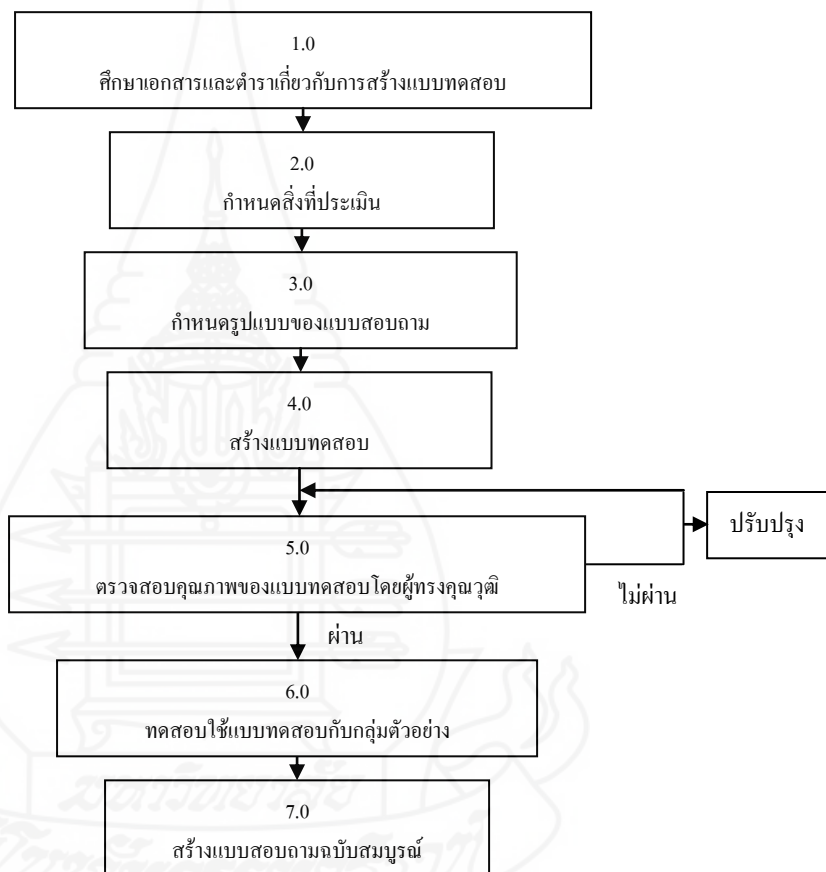 1.0
ศึกษาเอกสารและตำราเกี่ยวกับการสร้างแบบทดสอบ
2.0
กำหนดสิ่งที่ประเมิน
3.0
กำหนดรูปแบบของแบบสอบถาม
4.0
สร้างแบบทดสอบ
ปรับปรุง
5.0
ตรวจสอบคุณภาพของแบบทดสอบโดยผู้ทรงคุณวุฒิ
ไม่ผ่าน
ผ่าน
6.0
ทดสอบใช้แบบทดสอบกับกลุ่มตัวอย่าง
7.0
สร้างแบบสอบถามฉบับสมบูรณ์